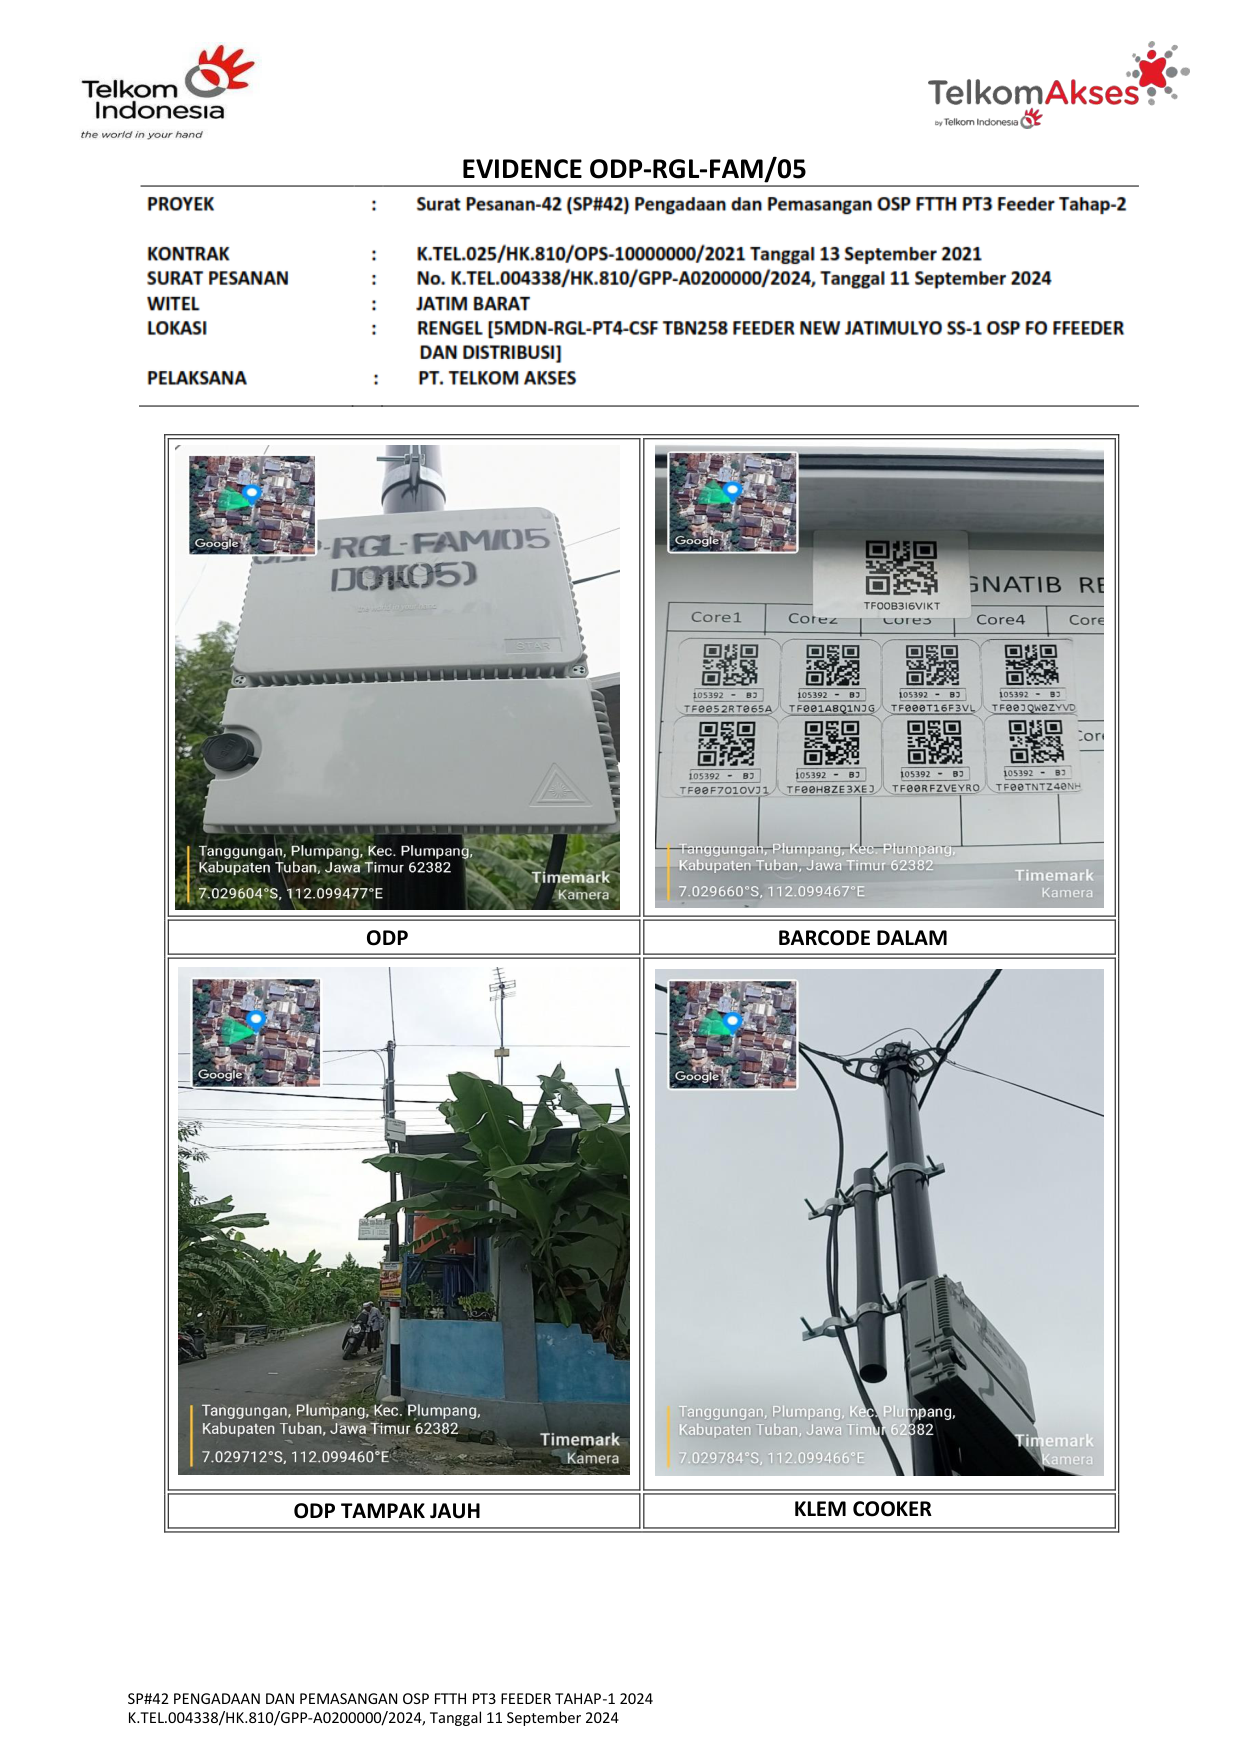 Telkom
Indonesia
the world in your hand
TelkomAkses
by Telkom Indonesia
EVIDENCE ODP-RGL-FAM/05
PROYEK : Surat Pesanan-42 (SP#42) Pengadaan dan Pemasangan OSP FTTH PT3 Feeder Tahap-2
KONTRAK : K.TEL.025/HK.810/OPS-10000000/2021 Tanggal 13 September 2021
SURAT PESANAN : No. K.TEL.004338/HK.810/GPP-A0200000/2024, Tanggal 11 September 2024
WITEL : JATIM BARAT
LOKASI : RENGEL [5MDN-RGL-PT4-CSF TBN258 FEEDER NEW JATIMULYO SS-1 OSP FO FFEEDER
DAN DISTRIBUSI]
PELAKSANA : PT. TELKOM AKSES
Google
-RGL-FAM/05
Tanggungan, Plumpang, Kec. Plumpang,
Kabupaten Tuban, Jawa Timur 62382
7.029604°S, 112.099477°E
Timemark
Kamera
Google
TF00B3I6VIKT
GNATIB RE
Core1 Core2 Core3 Core4 Core
105392 - BJ 105392 - BJ 105392 - BJ 105392 - BJ
TF0052RT065A TF001A8Q1NJG TF000T16F3VL TF00JQW0ZYVD
Core
105392 - BJ 105392 - BJ 105392 - BJ 105392 - BJ
TF00F7010VJ1 TF00H8ZE3XEJ TF00RFZVEYRO TF00TNTZ40NH
Tanggungan, Plumpang, Kec. Plumpang,
Kabupaten Tuban, Jawa Timur 62382
7.029660°S, 112.099467°E
Timemark
Kamera
ODP
BARCODE DALAM
Google
Tanggungan, Plumpang, Kec. Plumpang,
Kabupaten Tuban, Jawa Timur 62382
7.029712°S, 112.099460°E
Timemark
Kamera
Google
Tanggungan, Plumpang, Kec. Plumpang,
Kabupaten Tuban, Jawa Timur 62382
7.029784°S, 112.099466°E
Timemark
Kamera
ODP TAMPAK JAUH
KLEM COOKER
SP#42 PENGADAAN DAN PEMASANGAN OSP FTTH PT3 FEEDER TAHAP-1 2024
K.TEL.004338/HK.810/GPP-A0200000/2024, Tanggal 11 September 2024